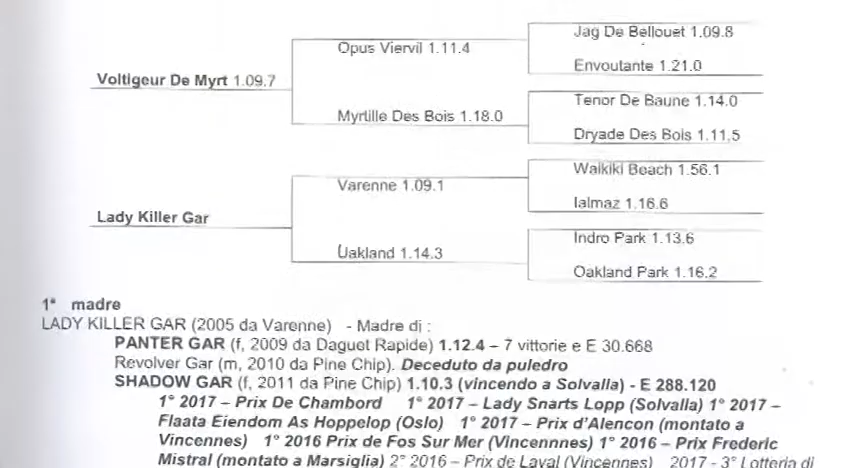 Jag De Bellouet 1.09.8
Opus Viervil 1.11.4
Envoutante 1.21.0
Voltigeur De Myrt 1.09.7
Tenor De Baune 1.14.0
Myrtille Des Bois 1.18.0
Dryade Des Bois 1.11,5
Waikiki Beach 1.56.1
Varenne 1.09.1
Ialmaz 1.16.6
Lady Killer Gar
Indro Park 1.13.6
Uakland 1.14.3
Oakland Park 1.16.2
1ª madre
LADY KILLER GAR (2005 da Varenne) - Madre di :
PANTER GAR (f, 2009 da Daguet Rapide) 1.12.4 – 7 vittorie e E 30.668
Revolver Gar (m, 2010 da Pine Chip). Deceduto da puledro
SHADOW GAR (f, 2011 da Pine Chip) 1.10.3 (vincendo a Solvalla) - E 288.120
1° 2017 – Prix De Chambord 1° 2017 – Lady Snarts Lopp (Solvalla) 1° 2017 –
Flaata Eiendom As Hoppelop (Oslo) 1° 2017 – Prix d'Alencon (montato a
Vincennes) 1° 2016 Prix de Fos Sur Mer (Vincennnes) 1° 2016 – Prix Frederic
Mistral (montato a Marsiglia) 2° 2016 – Prix de Laval (Vincennes) 2017 - 3° Lotteria di